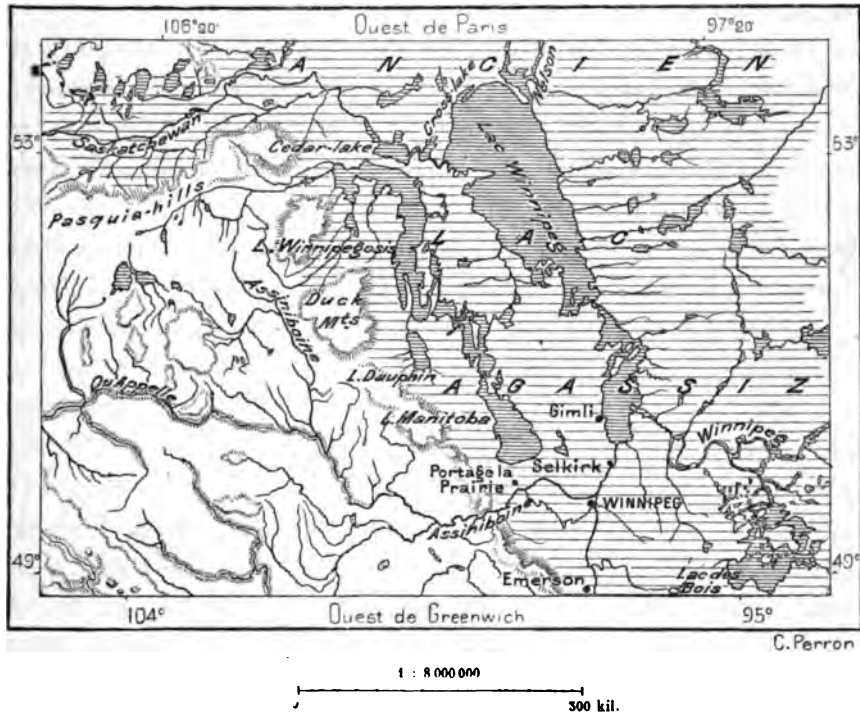 106° 20'
Ouest de Paris
97° 20'
A N C I E N
Cross-lake
Nelson
53°
53°
Saskatchewan
Lac Winnipeg
Cedar-lake
Pasquia-hills
L. Winnipegosis
L A C
Assiniboine
Duck
Mts
L. Dauphin
A G A S S I Z
Qu'Appelle
L. Manitoba
Gimli
Winnipeg
Selkirk
Portage la
Prairie
WINNIPEG
Assiniboine
49°
49°
Emerson
Lac des
Bois
104°
Ouest de Greenwich
95°
C. Perron
1 : 8 000 000
300 kil.